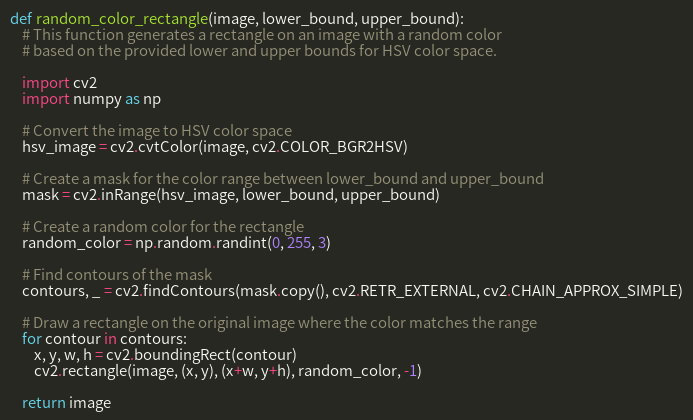 def random_color_rectangle(image, lower_bound, upper_bound):
    # This function generates a rectangle on an image with a random color
    # based on the provided lower and upper bounds for HSV color space.

    import cv2
    import numpy as np

    # Convert the image to HSV color space
    hsv_image = cv2.cvtColor(image, cv2.COLOR_BGR2HSV)

    # Create a mask for the color range between lower_bound and upper_bound
    mask = cv2.inRange(hsv_image, lower_bound, upper_bound)

    # Create a random color for the rectangle
    random_color = np.random.randint(0, 255, 3)

    # Find contours of the mask
    contours, _ = cv2.findContours(mask.copy(), cv2.RETR_EXTERNAL, cv2.CHAIN_APPROX_SIMPLE)

    # Draw a rectangle on the original image where the color matches the range
    for contour in contours:
        x, y, w, h = cv2.boundingRect(contour)
        cv2.rectangle(image, (x, y), (x+w, y+h), random_color, -1)

    return image